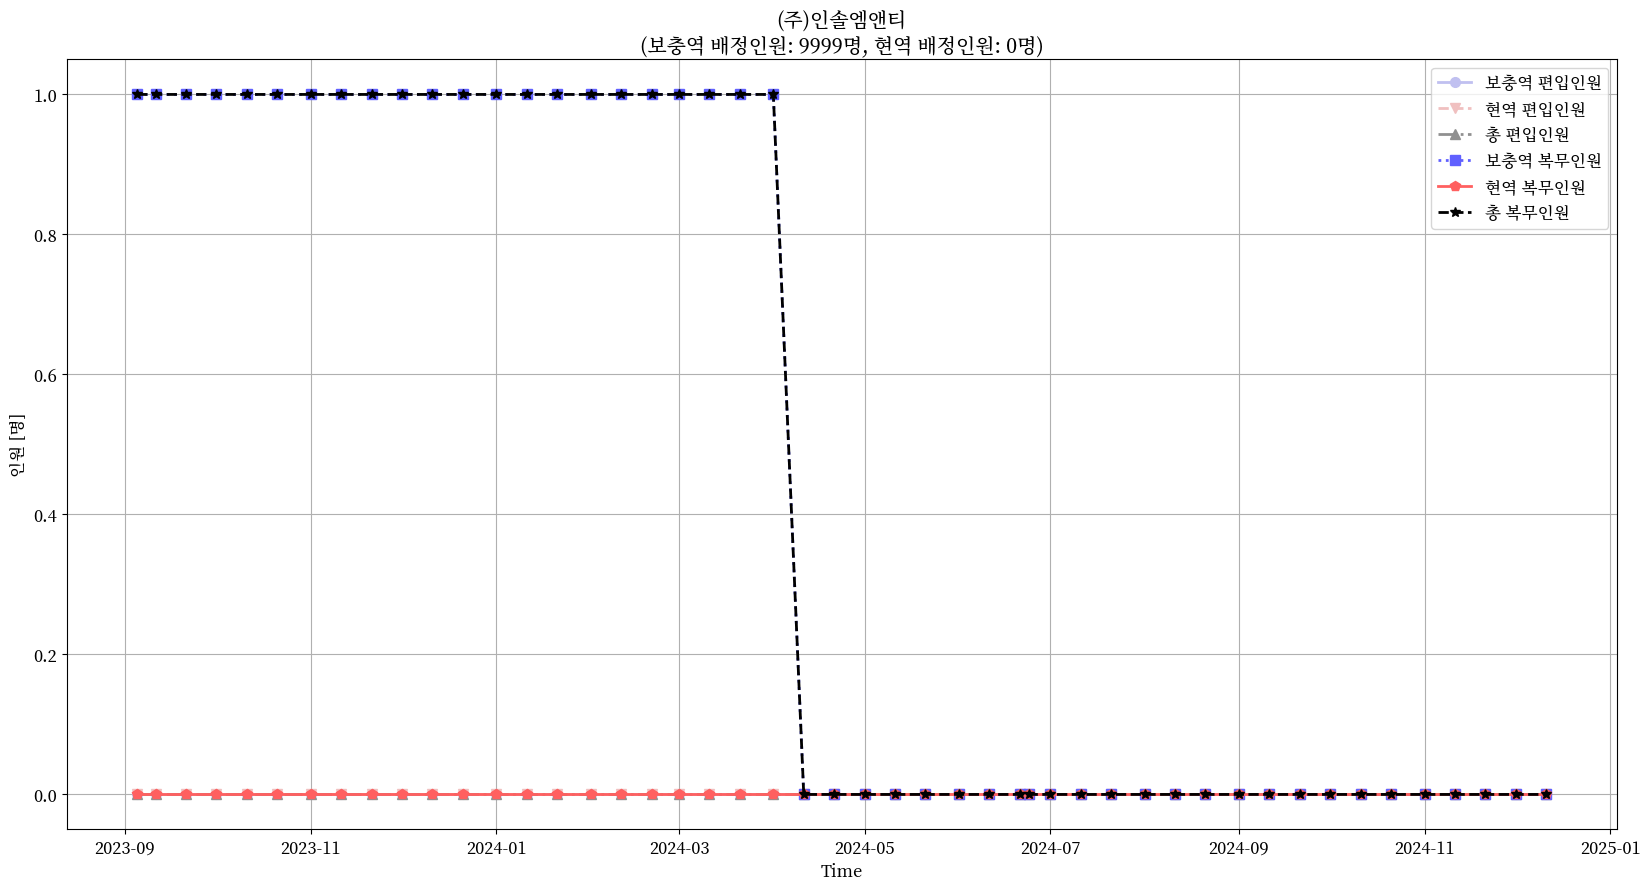 (주)인솔엠앤티
(보충역 배정인원: 9999명, 현역 배정인원: 0명)
보충역 편입인원
현역 편입인원
총 편입인원
보충역 복무인원
현역 복무인원
총 복무인원
인원 [명]
1.0
0.8
0.6
0.4
0.2
0.0
2023-09
2023-11
2024-01
2024-03
2024-05
2024-07
2024-09
2024-11
2025-01
Time